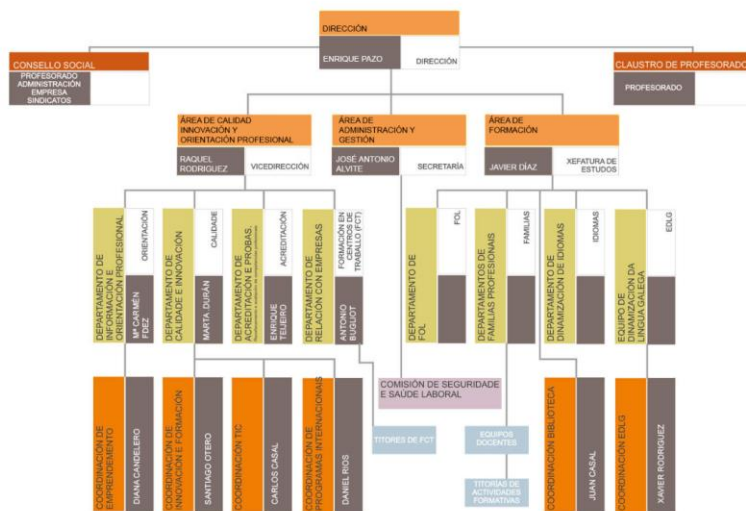 DIRECCIÓN
ENRIQUE PAZO
DIRECCIÓN
CONSELLO SOCIAL
PROFESORADO
ADMINISTRACIÓN
EMPRESA
SINDICATOS
CLAUSTRO DE PROFESORADO
PROFESORADO
ÁREA DE CALIDAD
INNOVACIÓN Y
ORIENTACIÓN PROFESIONAL
RAQUEL
RODRIGUEZ
VICEDIRECCIÓN
ÁREA DE
ADMINISTRACIÓN Y
GESTIÓN
JOSÉ ANTONIO
ALVITE
SECRETARÍA
ÁREA DE
FORMACIÓN
JAVIER DÍAZ
XEFATURA DE
ESTUDOS
DEPARTAMENTO DE
INFORMACIÓN E
ORIENTACIÓN PROFESIONAL
ORIENTACIÓN
Mª CARMEN
FDEZ
DEPARTAMENTO DE
CALIDADE E INNOVACIÓN
CALIDADE
MARTA DURÁN
DEPARTAMENTO DE
ACREDITACIÓN E PROBAS.
ACREDITACIÓN
ENRIQUE
TEIJEIRO
DEPARTAMENTO DE
RELACIÓN CON EMPRESAS
FORMACIÓN EN
CENTROS DE
TRABALLO (FCT)
ANTONIO
BUGUOT
DEPARTAMENTO DE
FOL
FOL
DEPARTAMENTOS DE
FAMILIAS PROFESIONAIS
FAMILIAS
DEPARTAMENTO DE
DINAMIZACIÓN DE IDIOMAS
IDIOMAS
EQUIPO DE
DINAMIZACIÓN DA
LINGUA GALEGA
EDLG
COMISIÓN DE SEGURIDADE
E SAÚDE LABORAL
COORDINACIÓN DE
EMPRENDEMENTO
DIANA CANDELERO
COORDINACIÓN DE
INNOVACIÓN E FORMACIÓN
SANTIAGO OTERO
COORDINACIÓN TIC
CARLOS CASAL
COORDINACIÓN DE
PROGRAMAS INTERNACIONAIS
DANIEL RIOS
TITORES DE FCT
EQUIPOS
DOCENTES
TITORÍAS DE
ACTIVIDADES
FORMATIVAS
COORDINACIÓN BIBLIOTECA
JUAN CASAL
COORDINACIÓN EDLG
XAVIER RODRIGUEZ